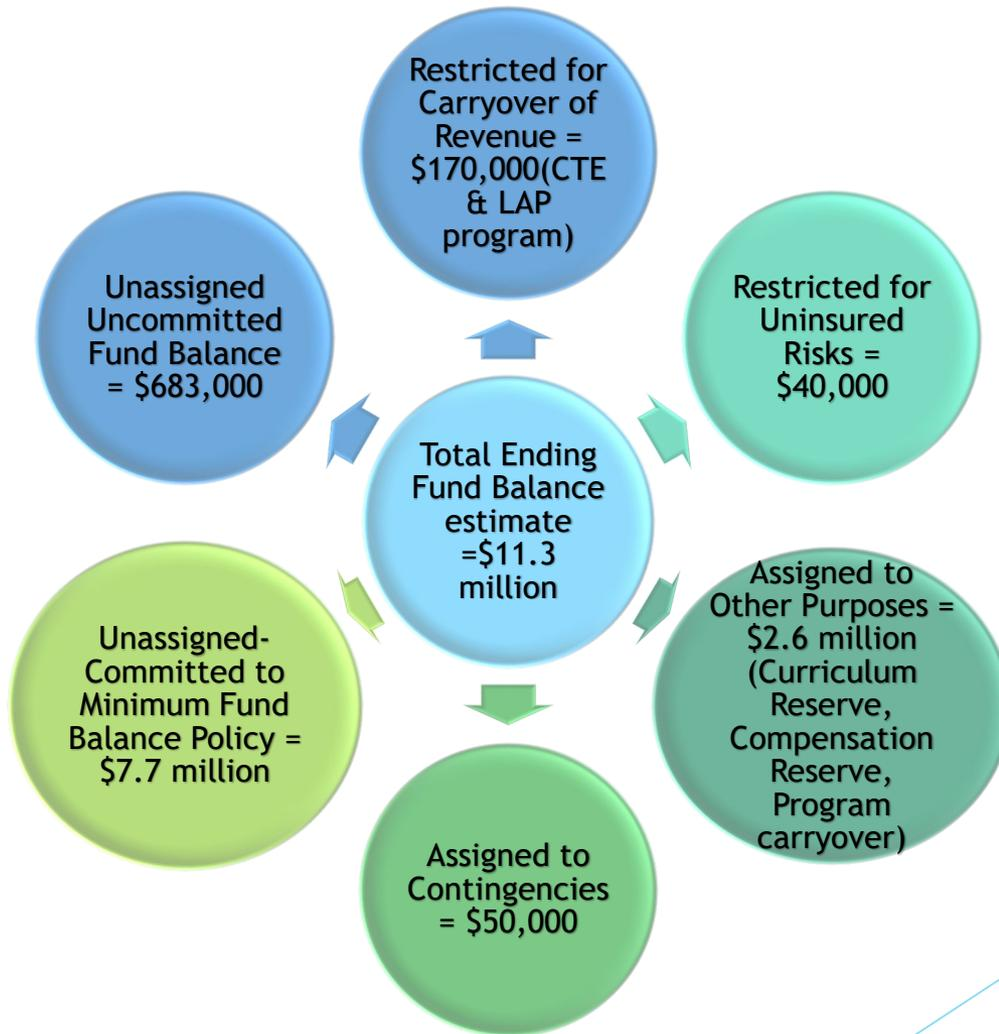 Restricted for
Carryover of
Revenue =
$170,000(CTE
& LAP
program)
Restricted for
Uninsured
Risks =
$40,000
Assigned to
Other Purposes =
$2.6 million
(Curriculum
Reserve,
Compensation
Reserve,
Program
carryover)
Assigned to
Contingencies
= $50,000
Unassigned-
Committed to
Minimum Fund
Balance Policy =
$7.7 million
Unassigned
Uncommitted
Fund Balance
= $683,000
Total Ending
Fund Balance
estimate
=$11.3
million